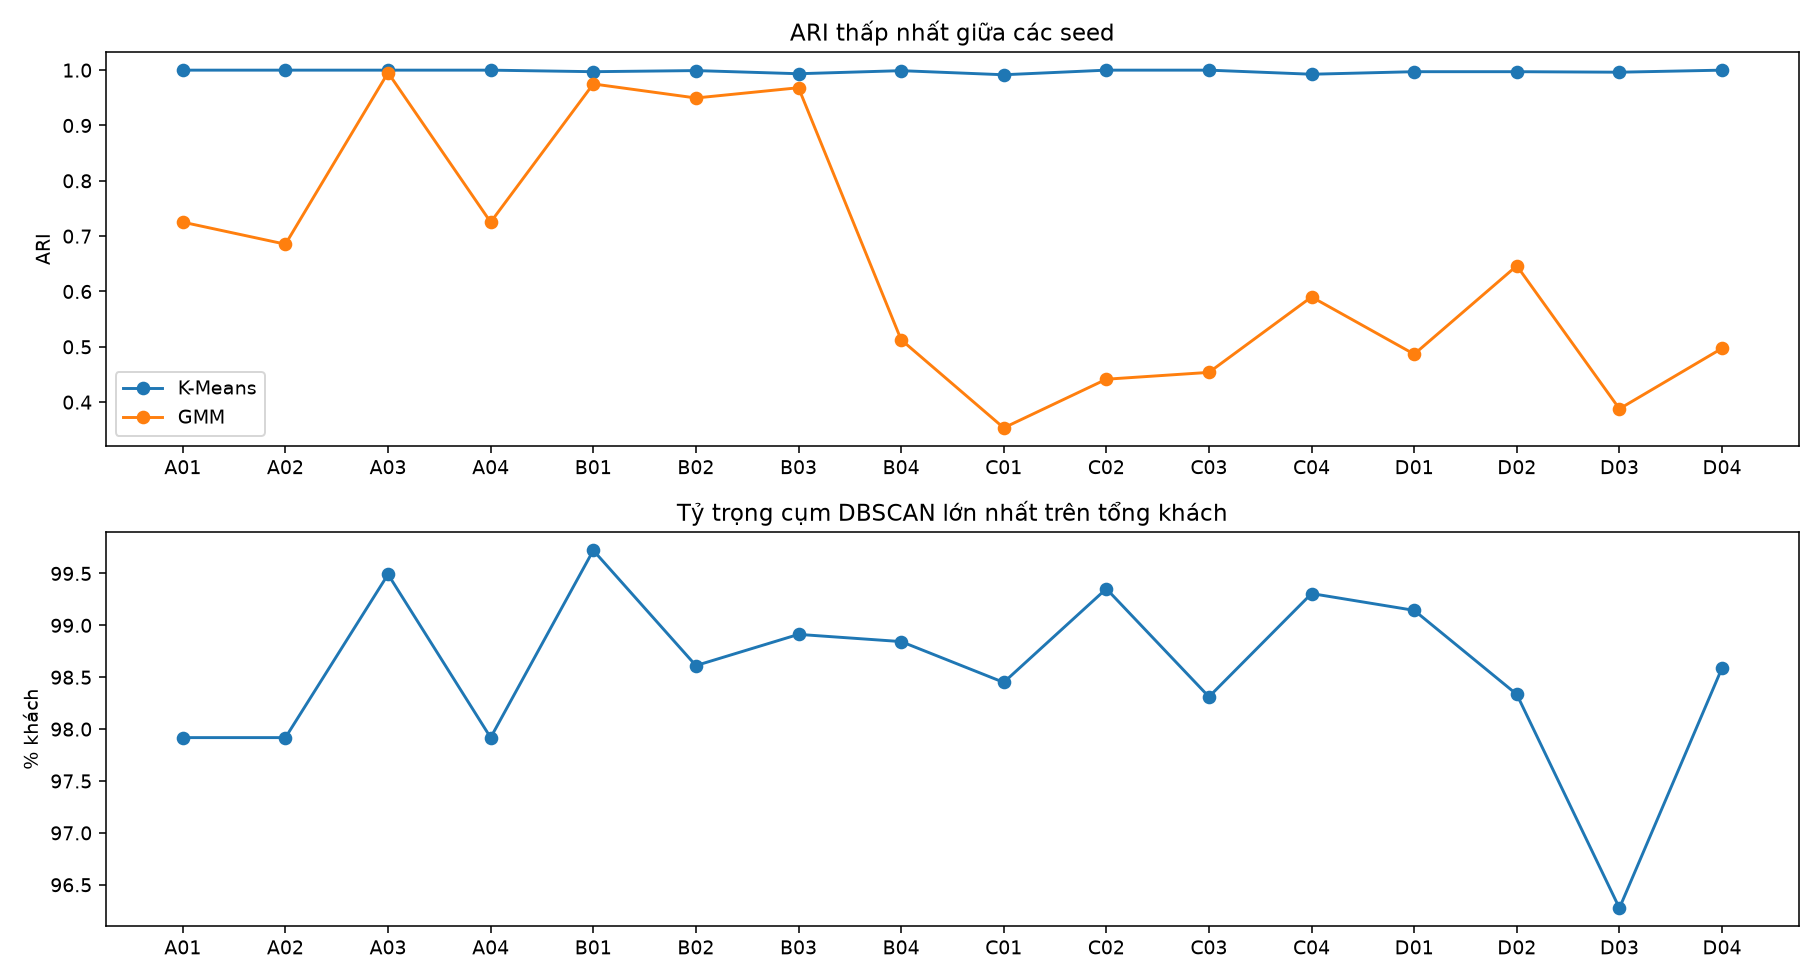 ARI thấp nhất giữa các seed
1.0
0.9
0.8
0.7
0.6
0.5
0.4
ARI
K-Means
GMM
A01 A02 A03 A04 B01 B02 B03 B04 C01 C02 C03 C04 D01 D02 D03 D04
Tỷ trọng cụm DBSCAN lớn nhất trên tổng khách
99.5
99.0
98.5
98.0
97.5
97.0
96.5
% khách
A01 A02 A03 A04 B01 B02 B03 B04 C01 C02 C03 C04 D01 D02 D03 D04